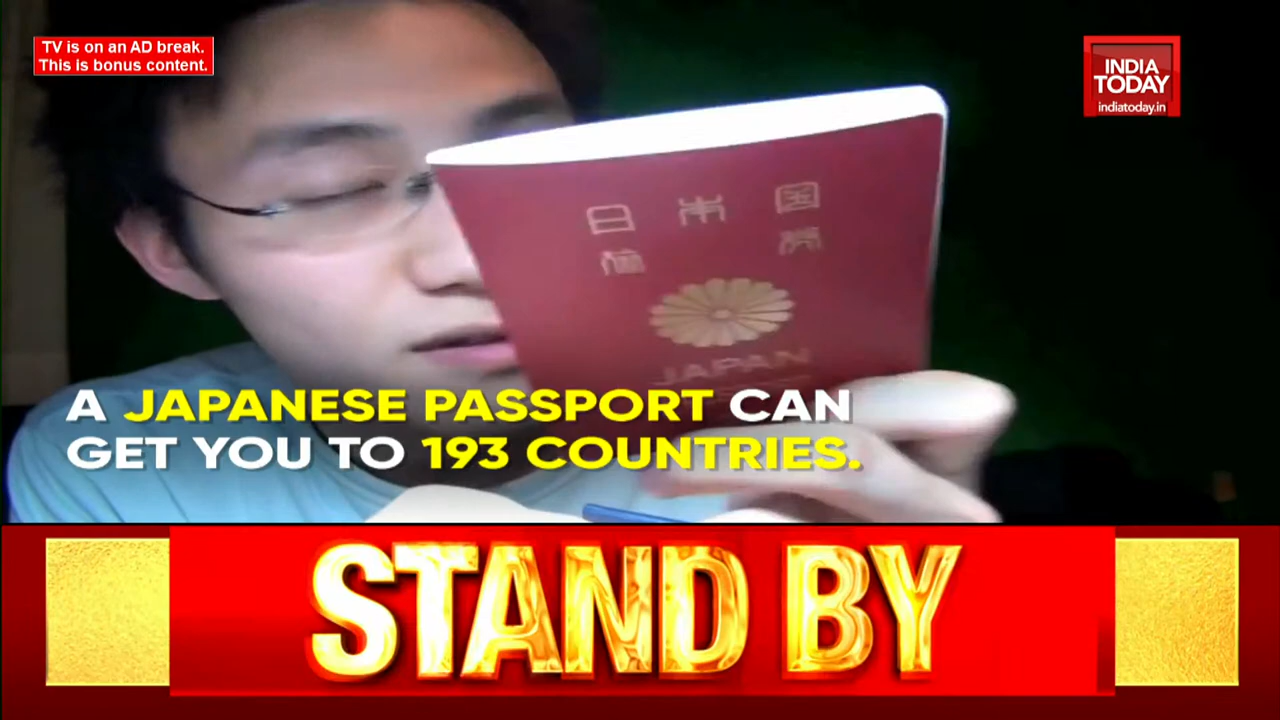 TV is on an AD break.
This is bonus content.
INDIA
TODAY
indiatoday.in
日本国
旅券
JAPAN
A JAPANESE PASSPORT CAN
GET YOU TO 193 COUNTRIES.
STAND BY